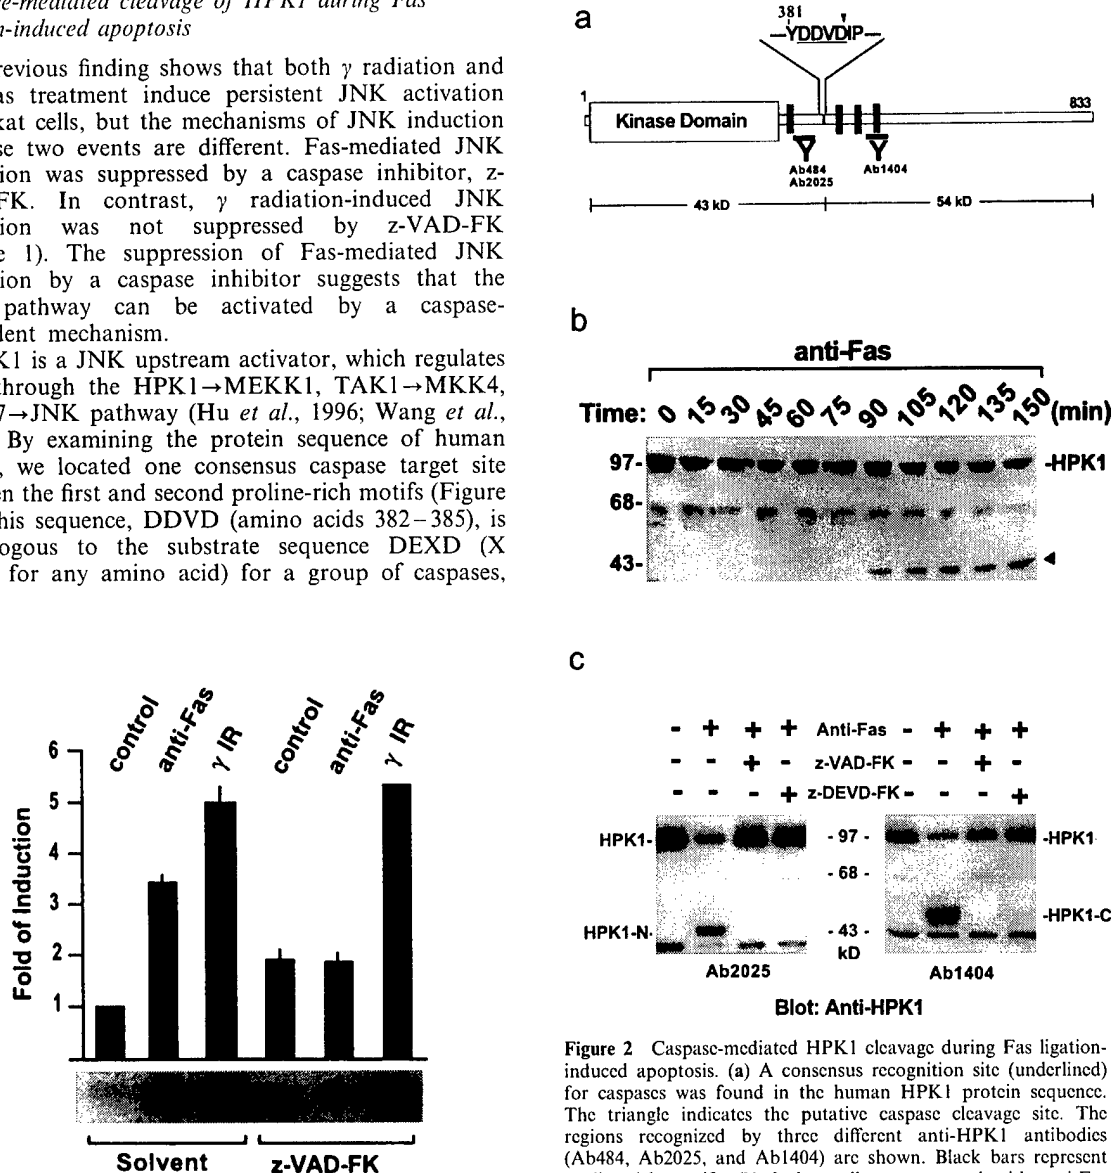 e-mediated cleavage of HPK1 during Fas
n-induced apoptosis
revious finding shows that both γ radiation and
as treatment induce persistent JNK activation
kat cells, but the mechanisms of JNK induction
se two events are different. Fas-mediated JNK
ion was suppressed by a caspase inhibitor, z-
FK. In contrast, γ radiation-induced JNK
ion was not suppressed by z-VAD-FK
e 1). The suppression of Fas-mediated JNK
ion by a caspase inhibitor suggests that the
pathway can be activated by a caspase-
lent mechanism.
K1 is a JNK upstream activator, which regulates
through the HPK1→MEKK1, TAK1→MKK4,
7→JNK pathway (Hu et al., 1996; Wang et al.,
By examining the protein sequence of human
, we located one consensus caspase target site
en the first and second proline-rich motifs (Figure
his sequence, DDVD (amino acids 382–385), is
ogous to the substrate sequence DEXD (X
for any amino acid) for a group of caspases,
control anti-Fas γ IR control anti-Fas γ IR
6
5
4
3
2
1
Fold of Induction
Solvent z-VAD-FK
a
381
–YDDVDIP–
1 833
Kinase Domain
Ab484 Ab1404
Ab2025
43 kD 54 kD
b
anti-Fas
Time: 0 15 30 45 60 75 90 105 120 135 150 (min)
97- -HPK1
68-
43-
c
- + + + Anti-Fas - + + +
- - + - z-VAD-FK - - + -
- - - + z-DEVD-FK - - - +
HPK1- - 97 - -HPK1
- 68 -
-HPK1-C
HPK1-N- - 43 -
kD
Ab2025 Ab1404
Blot: Anti-HPK1
Figure 2 Caspase-mediated HPK1 cleavage during Fas ligation-
induced apoptosis. (a) A consensus recognition site (underlined)
for caspases was found in the human HPK1 protein sequence.
The triangle indicates the putative caspase cleavage site. The
regions recognized by three different anti-HPK1 antibodies
(Ab484, Ab2025, and Ab1404) are shown. Black bars represent